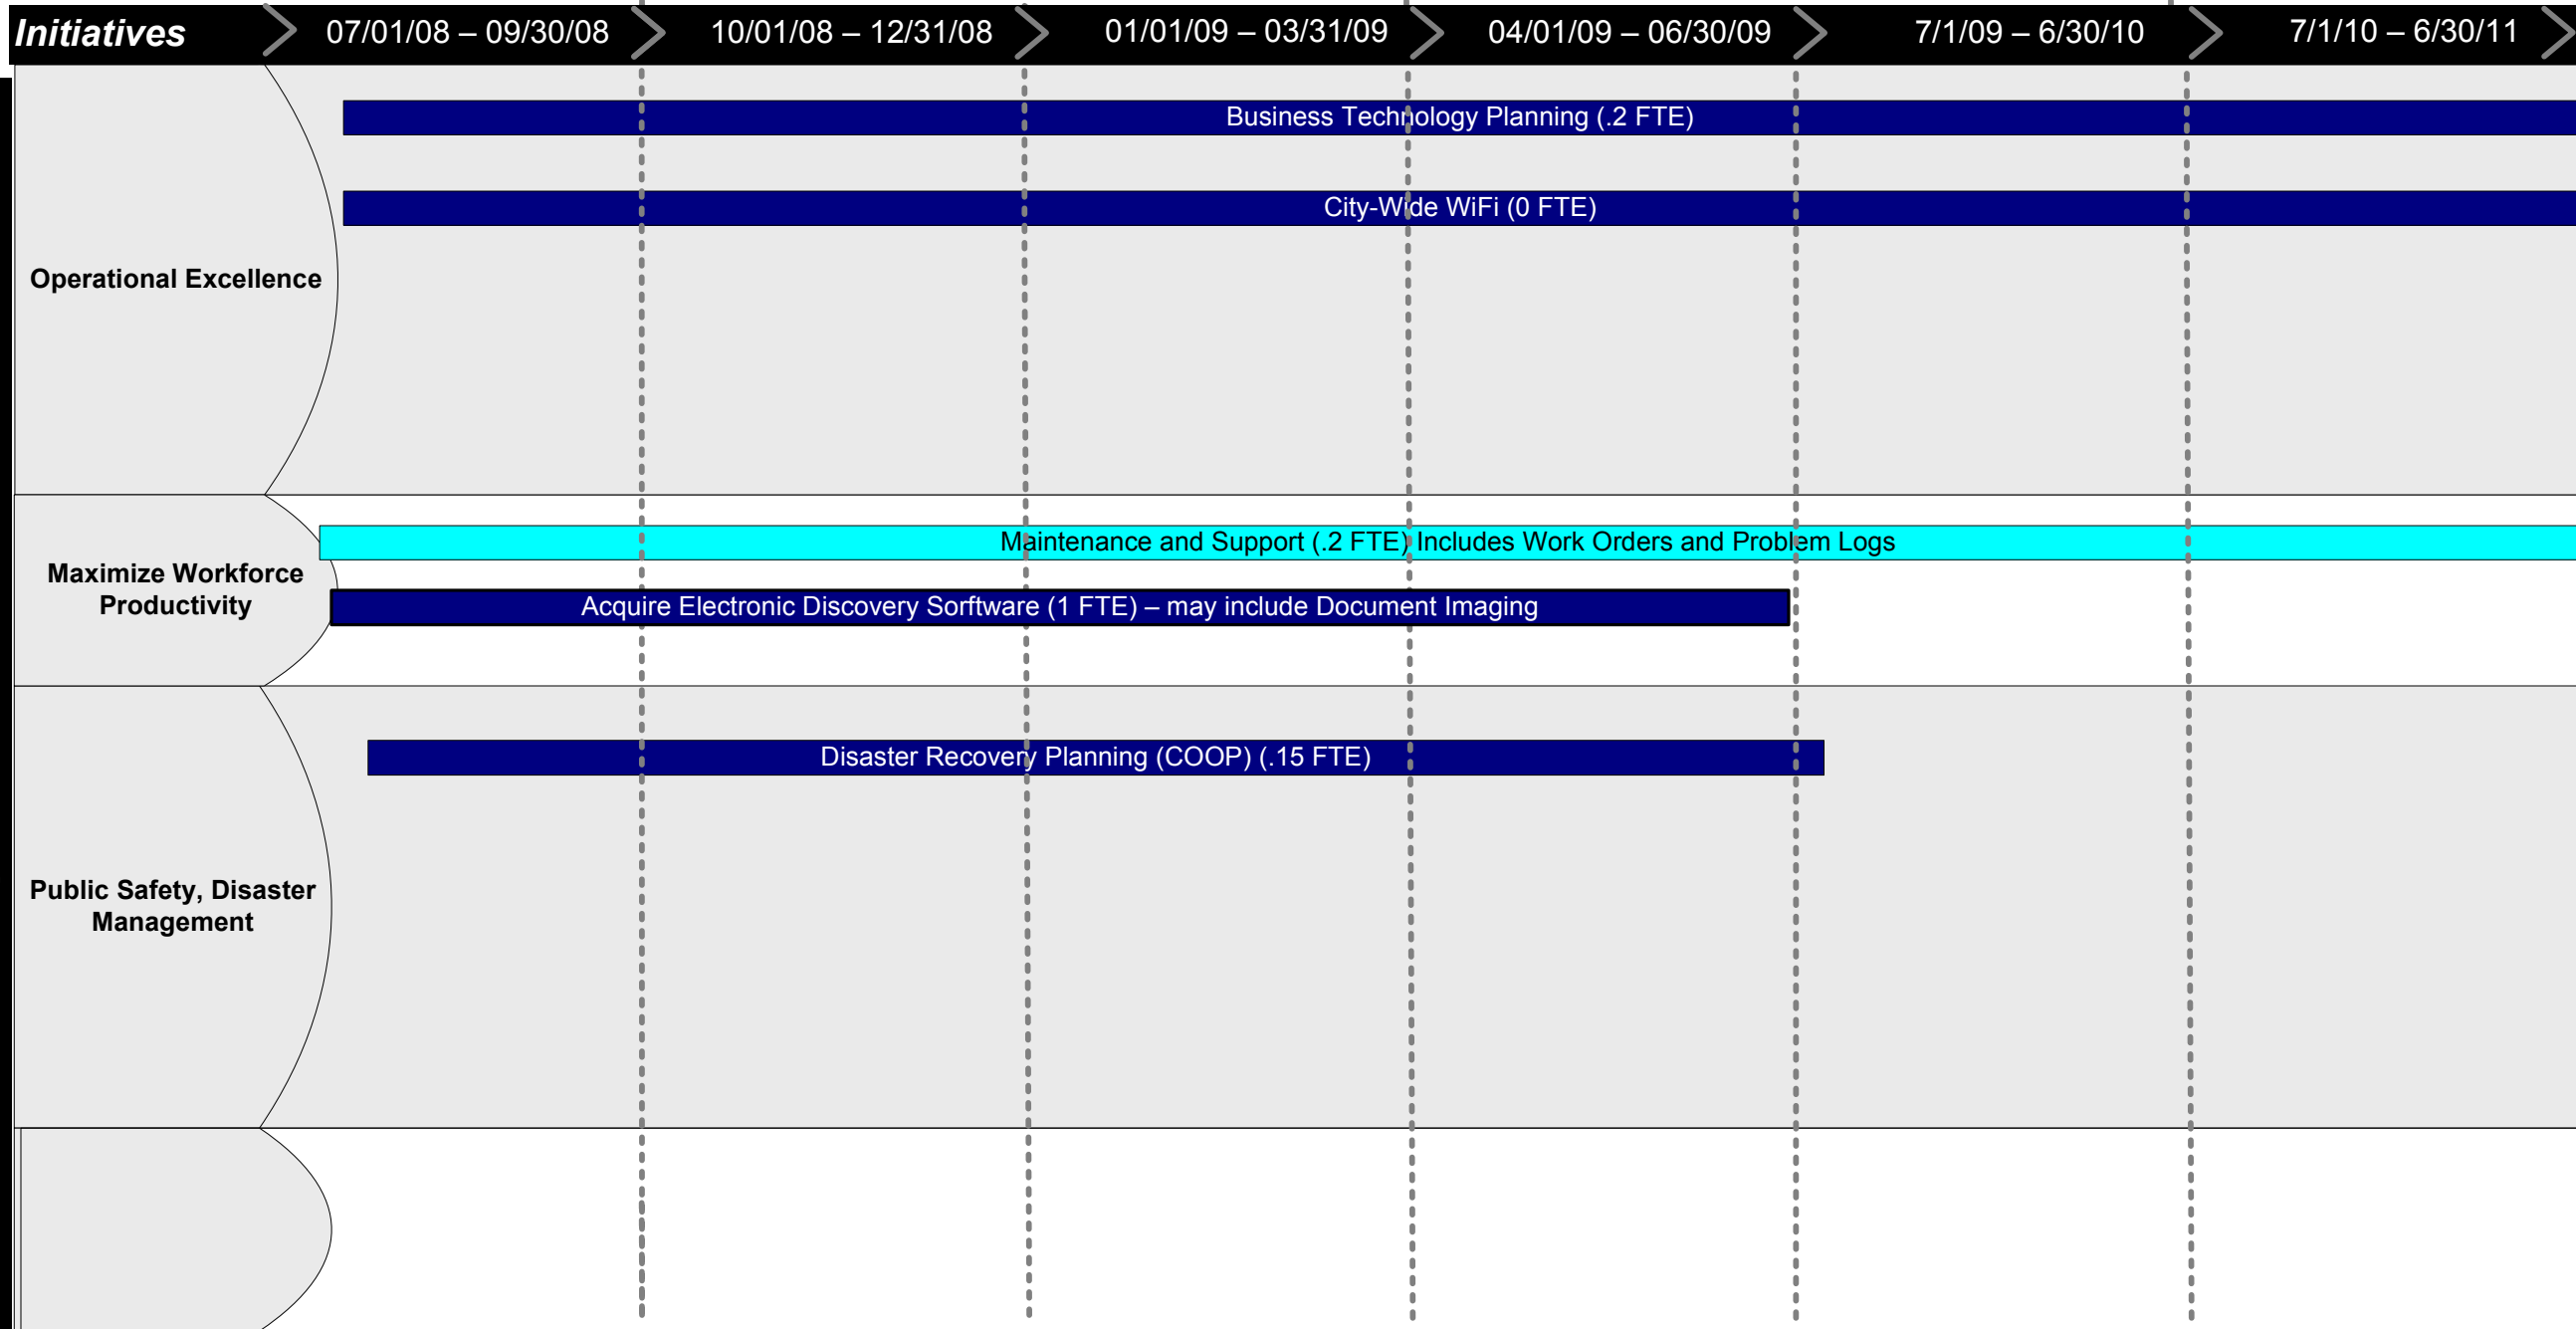 Initiatives
07/01/08 – 09/30/08
10/01/08 – 12/31/08
01/01/09 – 03/31/09
04/01/09 – 06/30/09
7/1/09 – 6/30/10
7/1/10 – 6/30/11
Business Technology Planning (.2 FTE)
City-Wide WiFi (0 FTE)
Operational Excellence
Maintenance and Support (.2 FTE) Includes Work Orders and Problem Logs
Maximize Workforce
Productivity
Acquire Electronic Discovery Sorftware (1 FTE) – may include Document Imaging
Disaster Recovery Planning (COOP) (.15 FTE)
Public Safety, Disaster
Management